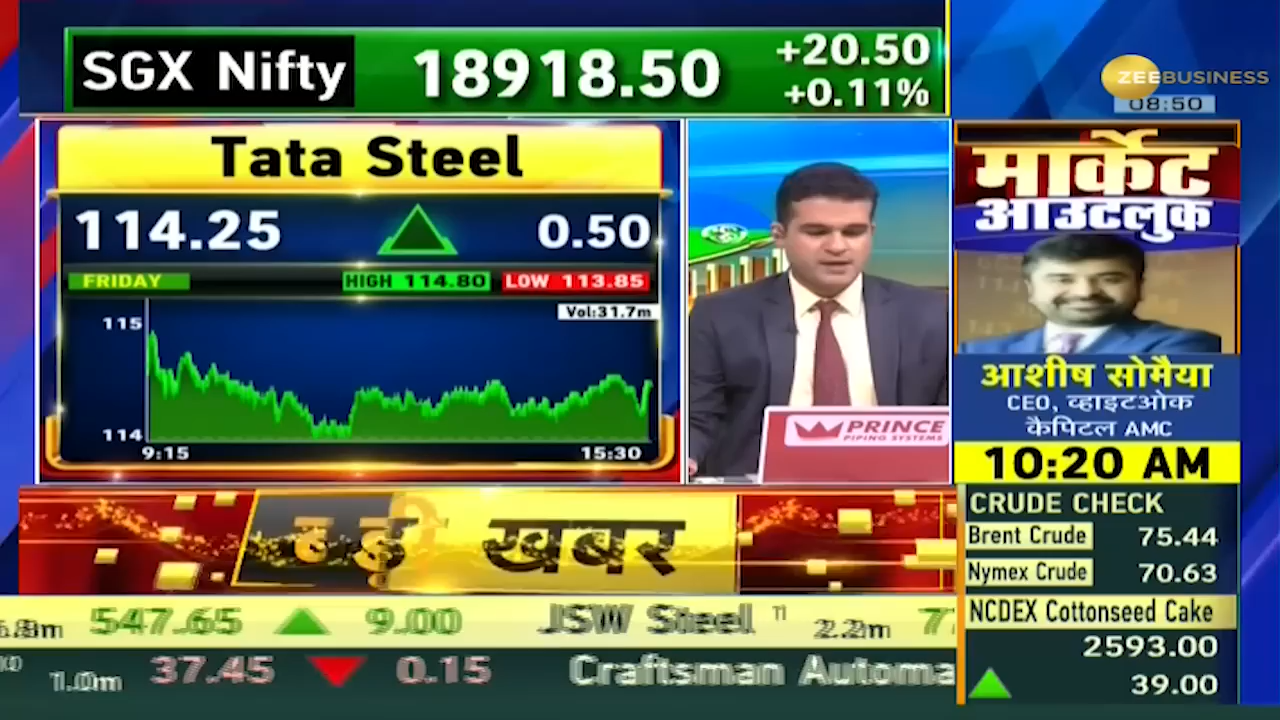 SGX Nifty 18918.50 +20.50
+0.11%
ZEEBUSINESS
08:50
Tata Steel
114.25 0.50
FRIDAY HIGH 114.80 LOW 113.85
Vol:31.7m
115
114
9:15 15:30
PRINCE
PIPING SYSTEMS
मार्केट
आउटलुक
आशीष सोमैया
CEO, व्हाइटओक
कैपिटल AMC
10:20 AM
खबर
CRUDE CHECK
Brent Crude 75.44
Nymex Crude 70.63
NCDEX Cottonseed Cake
2593.00
39.00
547.65 9.00 JSW Steel 2.2m
1.0m 37.45 0.15 Craftsman Automa